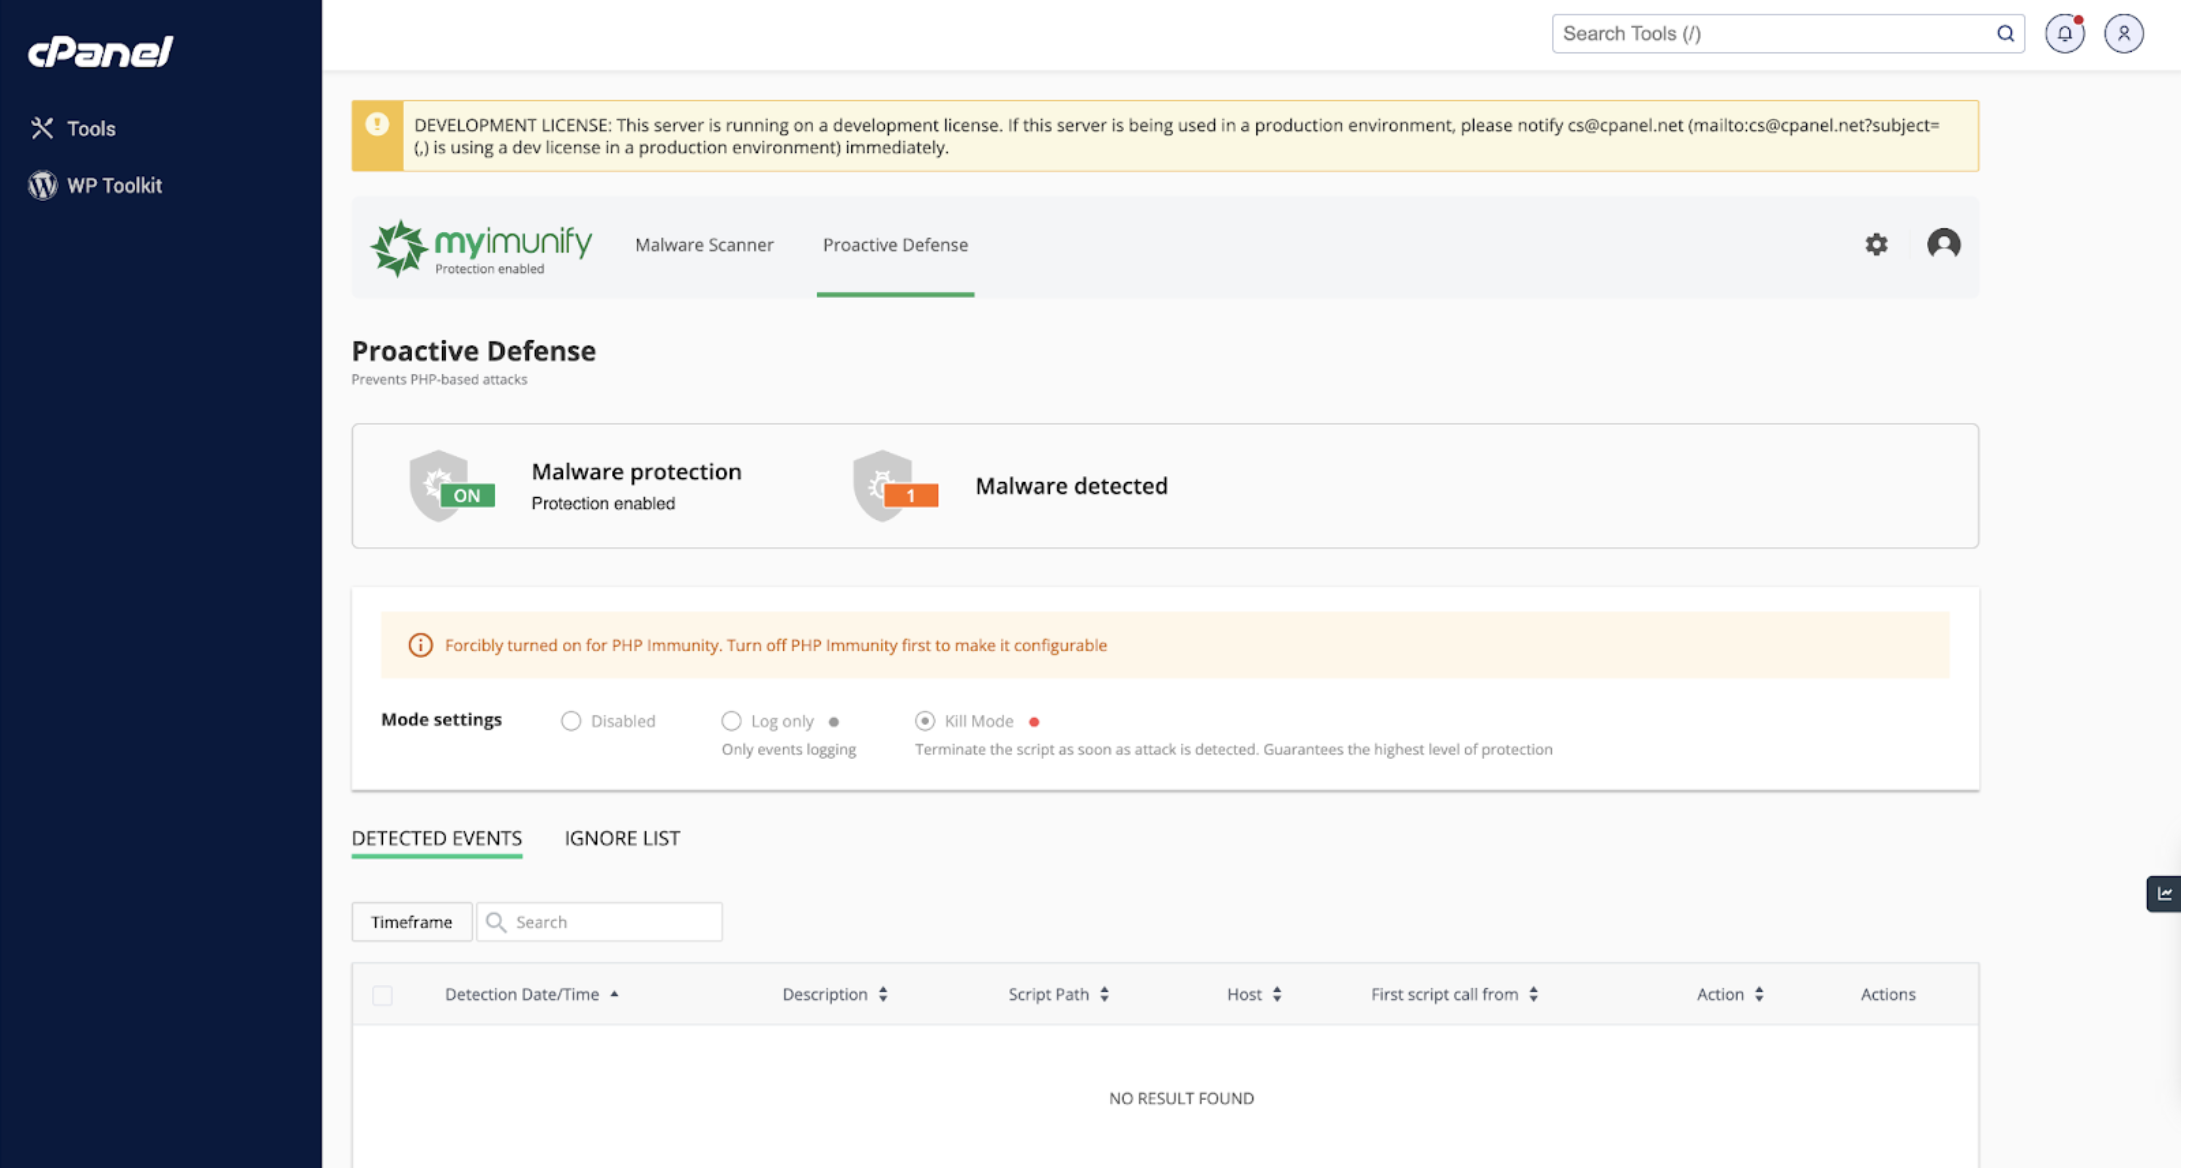 cPanel
Search Tools (/)
Tools
WP Toolkit
DEVELOPMENT LICENSE: This server is running on a development license. If this server is being used in a production environment, please notify cs@cpanel.net (mailto:cs@cpanel.net?subject=
(,) is using a dev license in a production environment) immediately.
myimunify
Protection enabled
Malware Scanner
Proactive Defense
Proactive Defense
Prevents PHP-based attacks
ON
Malware protection
Protection enabled
1
Malware detected
Forcibly turned on for PHP Immunity. Turn off PHP Immunity first to make it configurable
Mode settings
Disabled
Log only
Only events logging
Kill Mode
Terminate the script as soon as attack is detected. Guarantees the highest level of protection
DETECTED EVENTS
IGNORE LIST
Timeframe
Search
Detection Date/Time
Description
Script Path
Host
First script call from
Action
Actions
NO RESULT FOUND